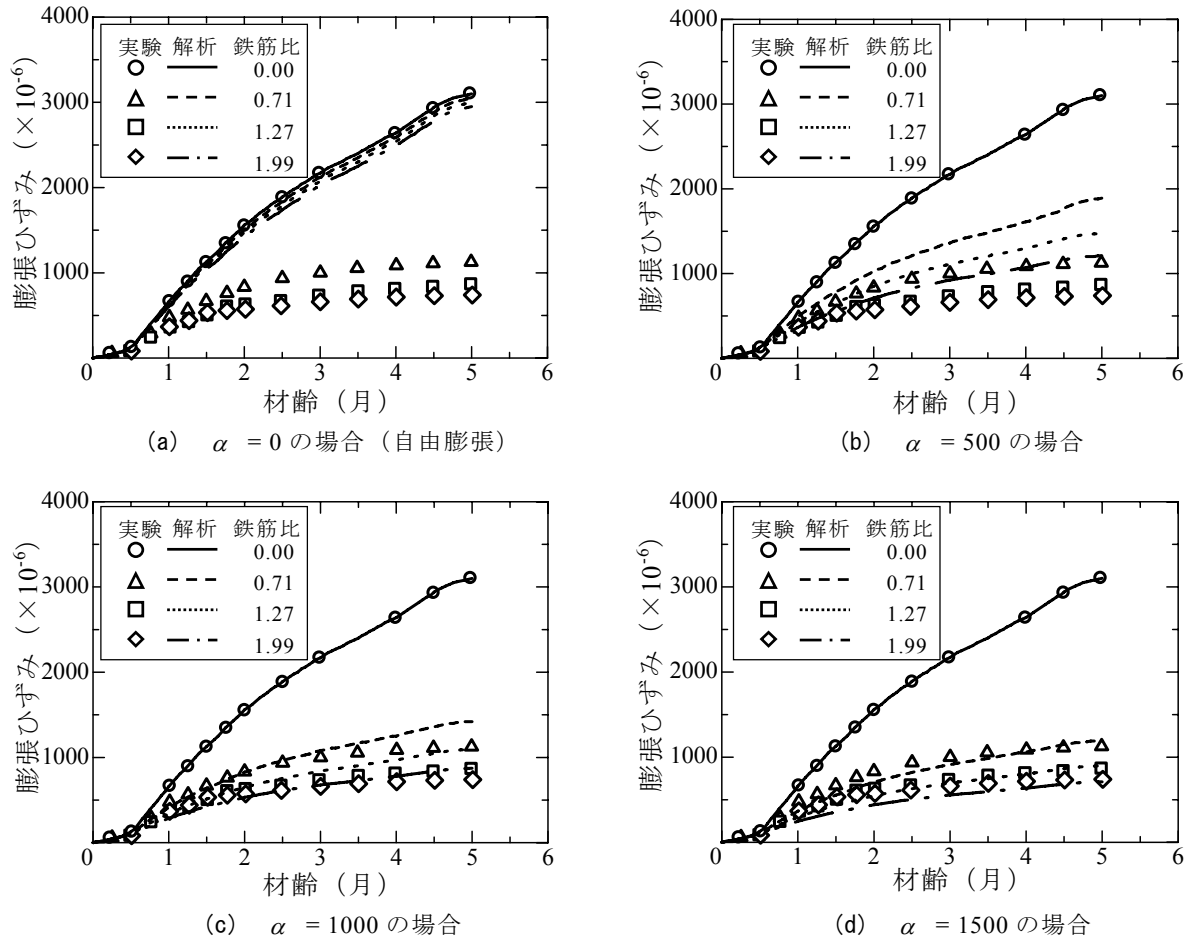 4000
3000
2000
1000
0
0 1 2 3 4 5 6
膨張ひずみ (×10⁻⁶)
材齢 (月)
実験 解析 鉄筋比
0.00
0.71
1.27
1.99
(a) α = 0 の場合 (自由膨張)
4000
3000
2000
1000
0
0 1 2 3 4 5 6
膨張ひずみ (×10⁻⁶)
材齢 (月)
実験 解析 鉄筋比
0.00
0.71
1.27
1.99
(b) α = 500 の場合
4000
3000
2000
1000
0
0 1 2 3 4 5 6
膨張ひずみ (×10⁻⁶)
材齢 (月)
実験 解析 鉄筋比
0.00
0.71
1.27
1.99
(c) α = 1000 の場合
4000
3000
2000
1000
0
0 1 2 3 4 5 6
膨張ひずみ (×10⁻⁶)
材齢 (月)
実験 解析 鉄筋比
0.00
0.71
1.27
1.99
(d) α = 1500 の場合